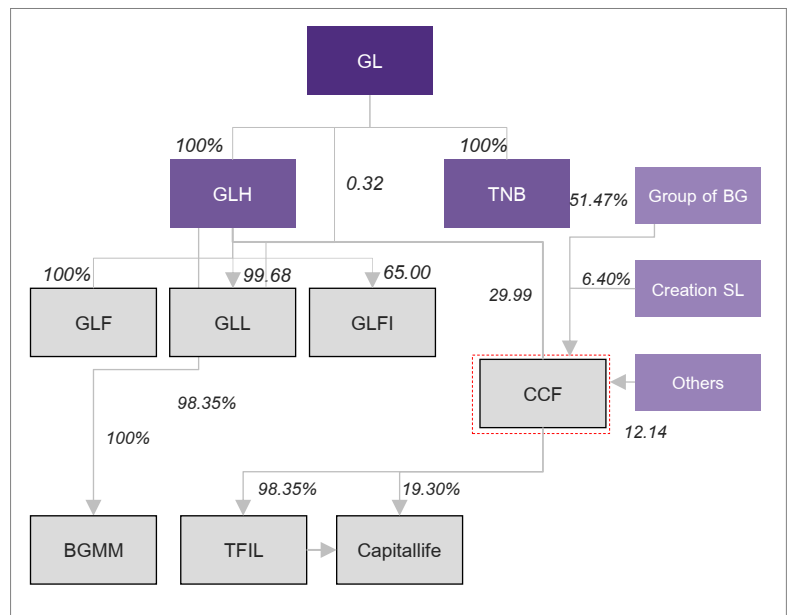 GL
100%
100%
GLH
0.32
TNB
51.47%
Group of BG
100%
99.68
65.00
29.99
6.40%
Creation SL
GLF
GLL
GLFI
CCF
Others
98.35%
12.14
100%
98.35%
19.30%
BGMM
TFIL
Capitallife